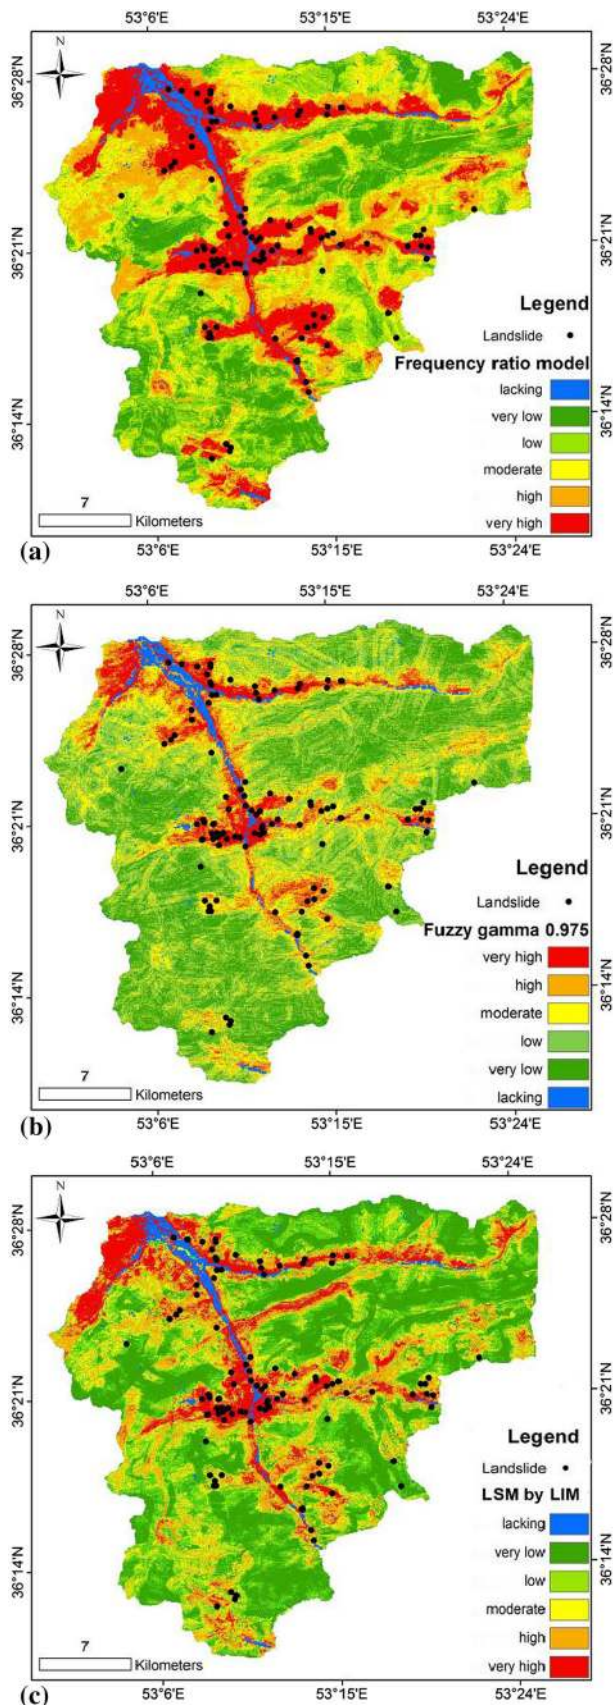 53°6'E 53°15'E 53°24'E
N
36°28'N 36°28'N
36°21'N 36°21'N
36°14'N 36°14'N
Legend
Landslide
Frequency ratio model
lacking
very low
low
moderate
high
very high
7
Kilometers
(a)
53°6'E 53°15'E 53°24'E
53°6'E 53°15'E 53°24'E
N
36°28'N 36°28'N
36°21'N 36°21'N
36°14'N 36°14'N
Legend
Landslide
Fuzzy gamma 0.975
very high
high
moderate
low
very low
lacking
7
Kilometers
(b)
53°6'E 53°15'E 53°24'E
53°6'E 53°15'E 53°24'E
N
36°28'N 36°28'N
36°21'N 36°21'N
36°14'N 36°14'N
Legend
Landslide
LSM by LIM
lacking
very low
low
moderate
high
very high
7
Kilometers
(c)
53°6'E 53°15'E 53°24'E